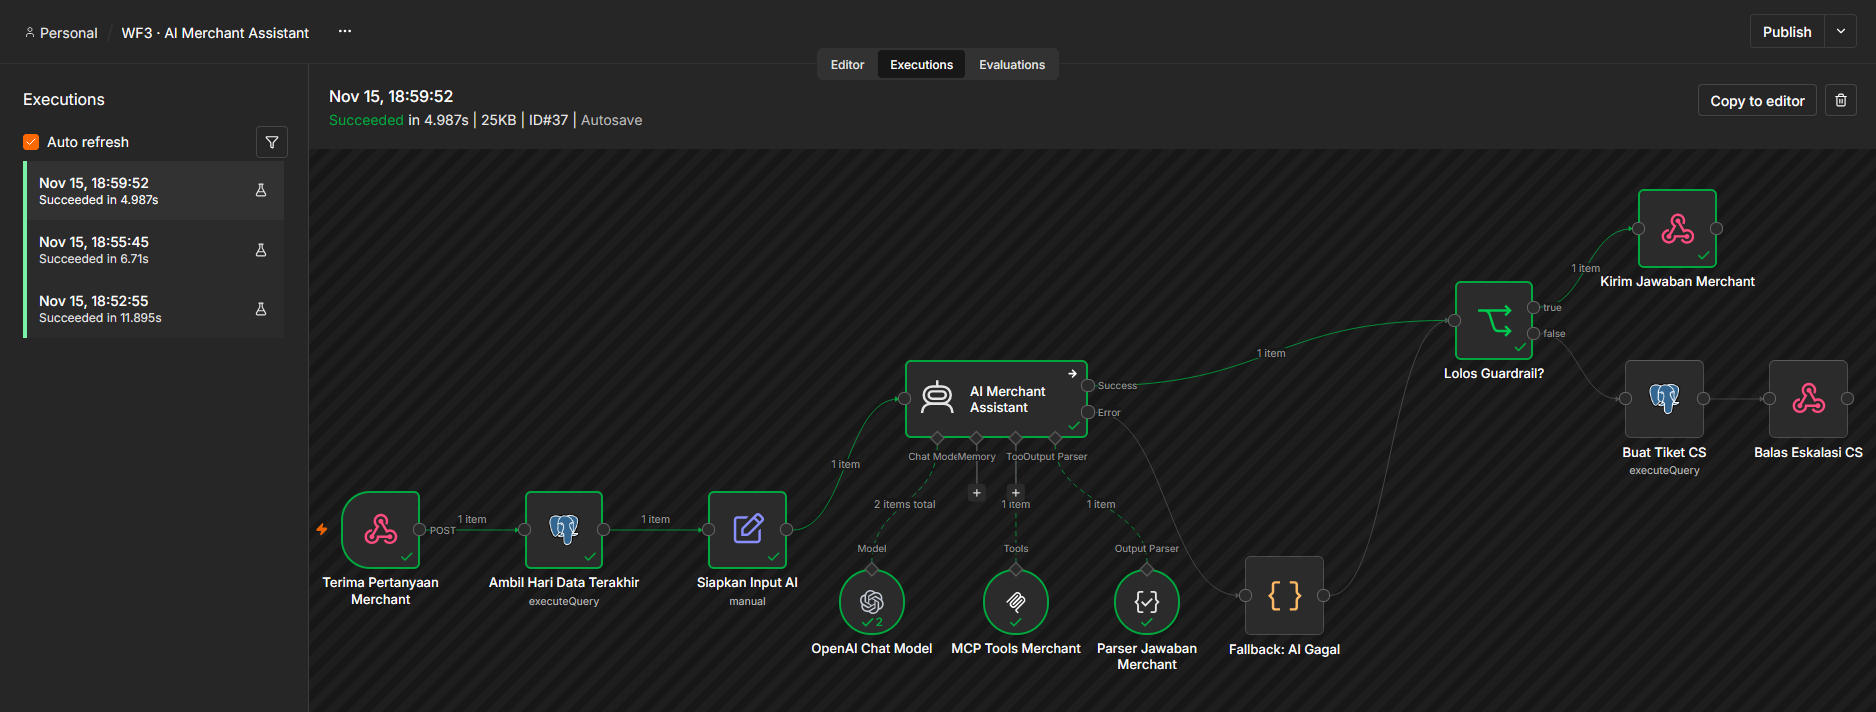 Personal / WF3 · AI Merchant Assistant ...
Publish
Editor Executions Evaluations
Executions
Auto refresh
Nov 15, 18:59:52
Succeeded in 4.987s
Nov 15, 18:55:45
Succeeded in 6.71s
Nov 15, 18:52:55
Succeeded in 11.895s
Nov 15, 18:59:52
Succeeded in 4.987s | 25KB | ID#37 | Autosave
Copy to editor
1 item
Kirim Jawaban Merchant
true
false
Lolos Guardrail?
1 item
AI Merchant
Assistant
Success
Error
Chat Mode
Memory
Too
Output Parser
Buat Tiket CS
executeQuery
Balas Eskalasi CS
1 item
2 items total
1 item
1 item
POST
1 item
1 item
Terima Pertanyaan
Merchant
Ambil Hari Data Terakhir
executeQuery
Siapkan Input AI
manual
Model
Tools
Output Parser
2
OpenAI Chat Model
MCP Tools Merchant
Parser Jawaban
Merchant
Fallback: AI Gagal